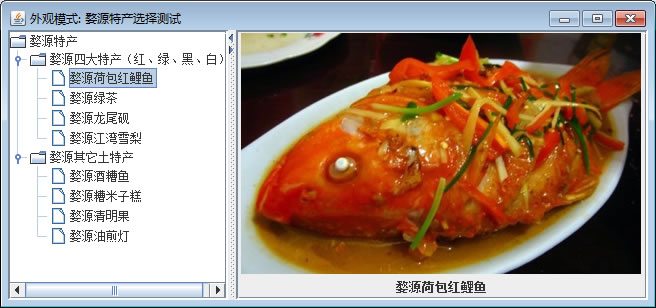 外观模式: 婺源特产选择测试
婺源特产
婺源四大特产（红、绿、黑、白）
婺源荷包红鲤鱼
婺源绿茶
婺源龙尾砚
婺源江湾雪梨
婺源其它土特产
婺源酒糟鱼
婺源糟米子糕
婺源清明果
婺源油煎灯
婺源荷包红鲤鱼